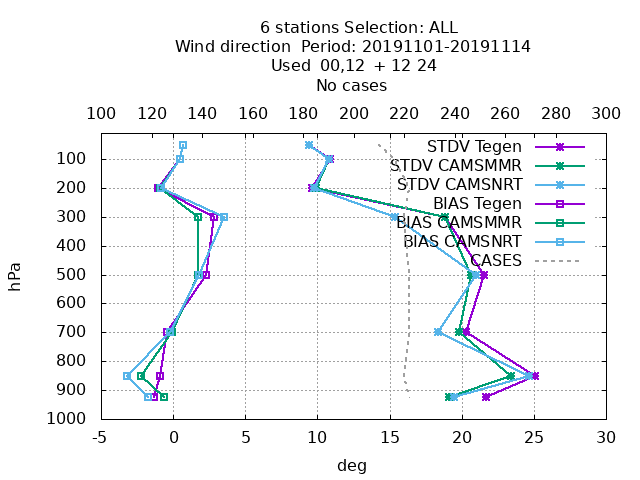 6 stations Selection: ALL
Wind direction  Period: 20191101-20191114
Used  00,12  + 12 24
No cases
100 120 140 160 180 200 220 240 260 280 300
STDV Tegen
STDV CAMSMMR
STDV CAMSNRT
BIAS Tegen
BIAS CAMSMMR
BIAS CAMSNRT
CASES
hPa
100
200
300
400
500
600
700
800
900
1000
-5 0 5 10 15 20 25 30
deg